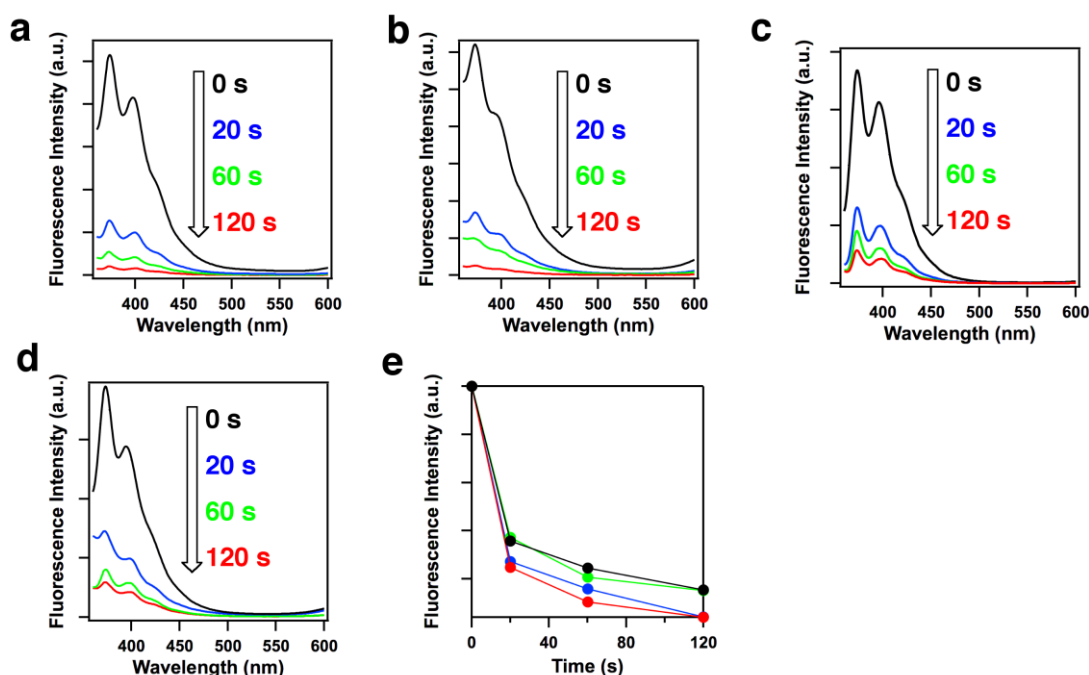 a
Fluorescence Intensity (a.u.)
0 s
20 s
60 s
120 s
400 450 500 550 600
Wavelength (nm)
b
Fluorescence Intensity (a.u.)
0 s
20 s
60 s
120 s
400 450 500 550 600
Wavelength (nm)
c
Fluorescence Intensity (a.u.)
0 s
20 s
60 s
120 s
400 450 500 550 600
Wavelength (nm)
d
Fluorescence Intensity (a.u.)
0 s
20 s
60 s
120 s
400 450 500 550 600
Wavelength (nm)
e
Fluorescence Intensity (a.u.)
0 40 80 120
Time (s)